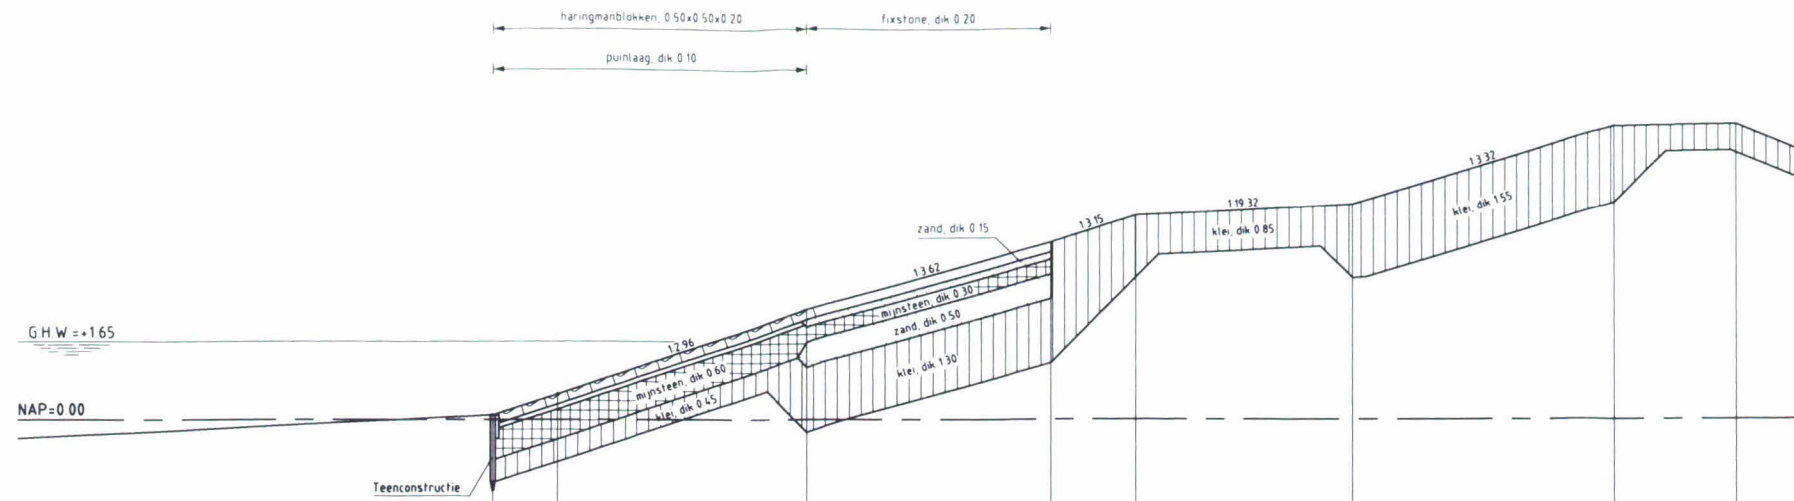 haringmanblokken, 0.50x0.50x0.20
fixstone, dik 0.20
puinlaag, dik 0.10
1:3.32
klei, dik 1.55
1:19.32
klei, dik 0.85
1:3.15
zand, dik 0.15
1:3.62
mijnsteen, dik 0.30
zand, dik 0.50
klei, dik 1.30
G.H.W.=+1.65
1:2.96
mijnsteen, dik 0.60
klei, dik 0.45
NAP=0.00
Teenconstructie